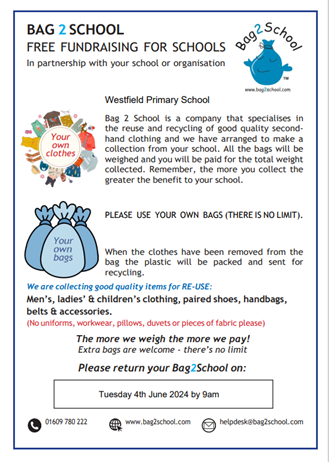 BAG 2 SCHOOL
FREE FUNDRAISING FOR SCHOOLS
In partnership with your school or organisation
Bag2School
TM
www.bag2school.com
Westfield Primary School
Your
own
clothes
Bag 2 School is a company that specialises in
the reuse and recycling of good quality second-
hand clothing and we have arranged to make a
collection from your school. All the bags will be
weighed and you will be paid for the total weight
collected. Remember, the more you collect the
greater the benefit to your school.
Your
own
bags
PLEASE USE YOUR OWN BAGS (THERE IS NO LIMIT).
When the clothes have been removed from the
bag the plastic will be packed and sent for
recycling.
We are collecting good quality items for RE-USE:
Men's, ladies' & children's clothing, paired shoes, handbags,
belts & accessories.
(No uniforms, workwear, pillows, duvets or pieces of fabric please)
The more we weigh the more we pay!
Extra bags are welcome - there's no limit
Please return your Bag2School on:
Tuesday 4th June 2024 by 9am
01609 780 222
www.bag2school.com
helpdesk@bag2school.com